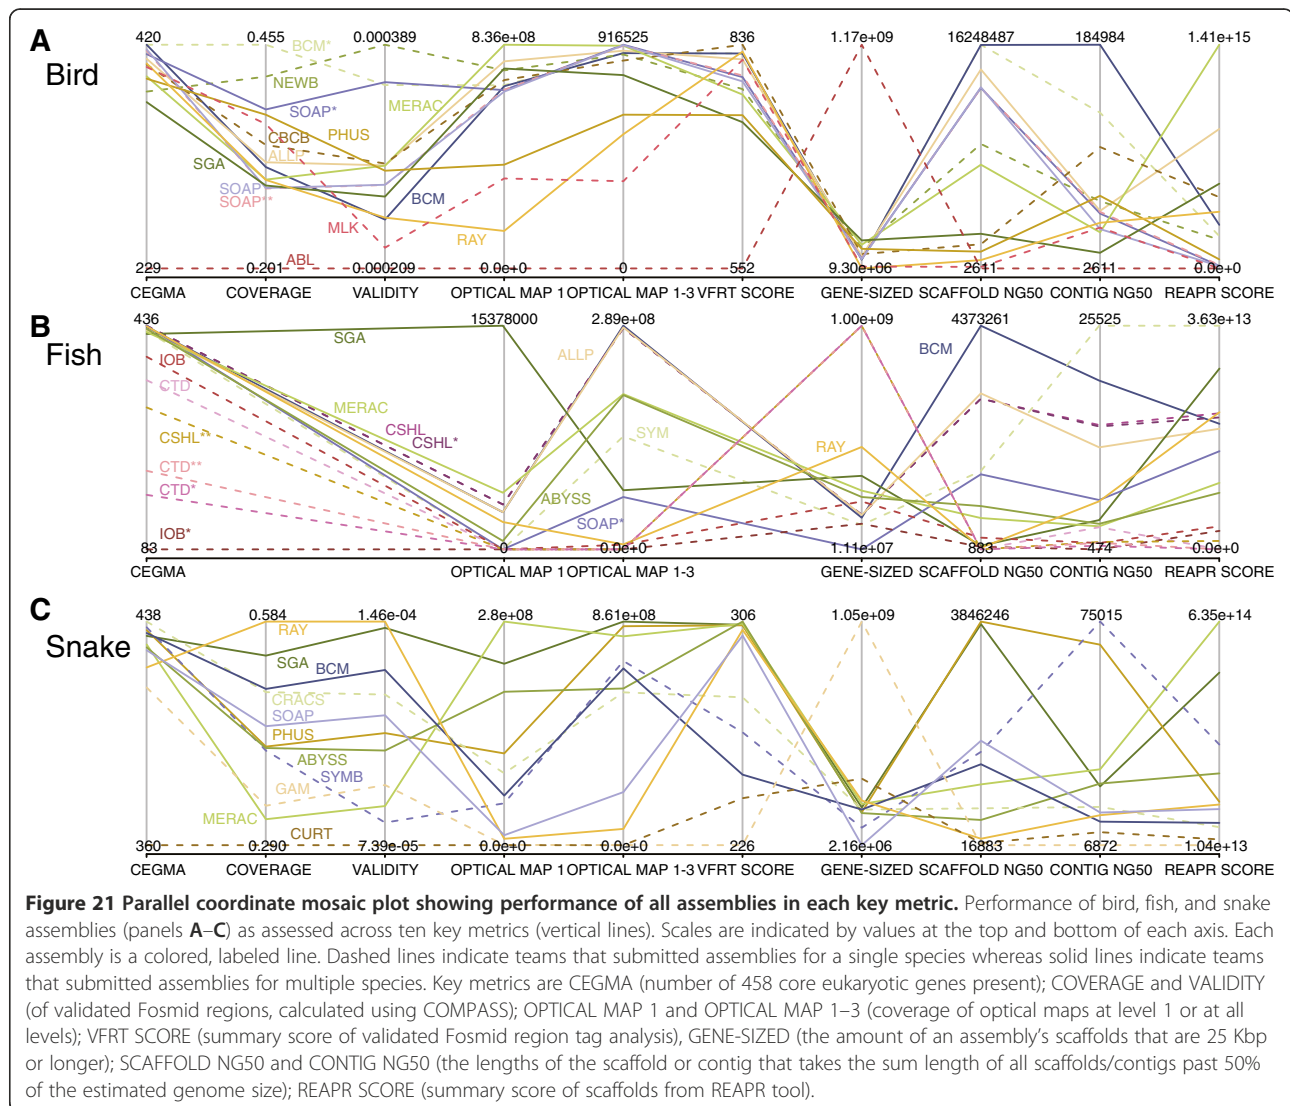 A
Bird
420 0.455 0.000389 8.36e+08 916525 836 1.17e+09 16248487 184984 1.41e+15
BCM*
NEWB
SOAP*
MERAC
CBCB
PHUS
ALLP
SGA
SOAP
SOAP**
BCM
MLK
RAY
ABL
229 0.201 0.000209 0.0e+0 0 552 9.30e+06 2611 2611 0.0e+0
CEGMA COVERAGE VALIDITY OPTICAL MAP 1 OPTICAL MAP 1-3 VFRT SCORE GENE-SIZED SCAFFOLD NG50 CONTIG NG50 REAPR SCORE
B
Fish
436 15378000 2.89e+08 1.00e+09 4373261 25525 3.63e+13
SGA
BCM
ALLP
IOB
CTD
MERAC
CSHL
CSHL*
CSHL**
SYM
RAY
CTD**
CTD*
ABYSS
SOAP*
IOB*
83 0 0.0e+0 1.11e+07 883 474 0.0e+0
CEGMA OPTICAL MAP 1 OPTICAL MAP 1-3 GENE-SIZED SCAFFOLD NG50 CONTIG NG50 REAPR SCORE
C
Snake
438 0.584 1.46e-04 2.8e+08 8.61e+08 306 1.05e+09 3846246 75015 6.35e+14
RAY
SGA
BCM
CRACS
SOAP
PHUS
ABYSS
SYMB
GAM
MERAC
CURT
360 0.290 7.39e-05 0.0e+0 0.0e+0 226 2.16e+06 16883 6872 1.04e+13
CEGMA COVERAGE VALIDITY OPTICAL MAP 1 OPTICAL MAP 1-3 VFRT SCORE GENE-SIZED SCAFFOLD NG50 CONTIG NG50 REAPR SCORE
Figure 21 Parallel coordinate mosaic plot showing performance of all assemblies in each key metric. Performance of bird, fish, and snake
assemblies (panels A–C) as assessed across ten key metrics (vertical lines). Scales are indicated by values at the top and bottom of each axis. Each
assembly is a colored, labeled line. Dashed lines indicate teams that submitted assemblies for a single species whereas solid lines indicate teams
that submitted assemblies for multiple species. Key metrics are CEGMA (number of 458 core eukaryotic genes present); COVERAGE and VALIDITY
(of validated Fosmid regions, calculated using COMPASS); OPTICAL MAP 1 and OPTICAL MAP 1–3 (coverage of optical maps at level 1 or at all
levels); VFRT SCORE (summary score of validated Fosmid region tag analysis), GENE-SIZED (the amount of an assembly's scaffolds that are 25 Kbp
or longer); SCAFFOLD NG50 and CONTIG NG50 (the lengths of the scaffold or contig that takes the sum length of all scaffolds/contigs past 50%
of the estimated genome size); REAPR SCORE (summary score of scaffolds from REAPR tool).